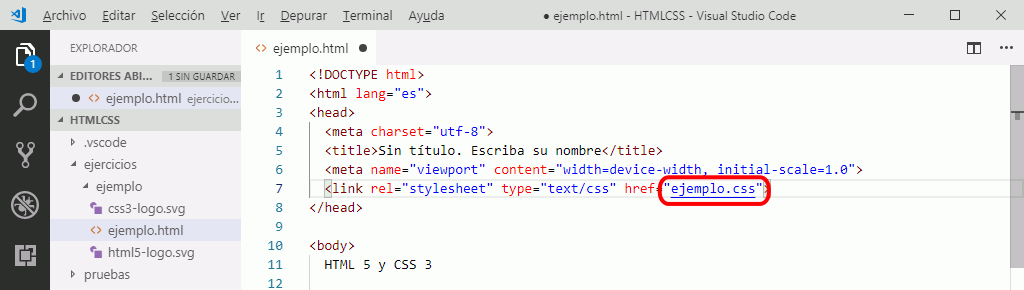 Archivo Editar Selección Ver Ir Depurar Terminal Ayuda ● ejemplo.html - HTMLCSS - Visual Studio Code
EXPLORADOR
EDITORES ABI... 1 SIN GUARDAR
● <> ejemplo.html ejercicio...
HTMLCSS
.vscode
ejercicios
ejemplo
css3-logo.svg
<> ejemplo.html
html5-logo.svg
pruebas
1
<> ejemplo.html ●
1 <!DOCTYPE html>
2 <html lang="es">
3 <head>
4 <meta charset="utf-8">
5 <title>Sin título. Escriba su nombre</title>
6 <meta name="viewport" content="width=device-width, initial-scale=1.0">
7 <link rel="stylesheet" type="text/css" href="ejemplo.css">
8 </head>
9
10 <body>
11 HTML 5 y CSS 3
12